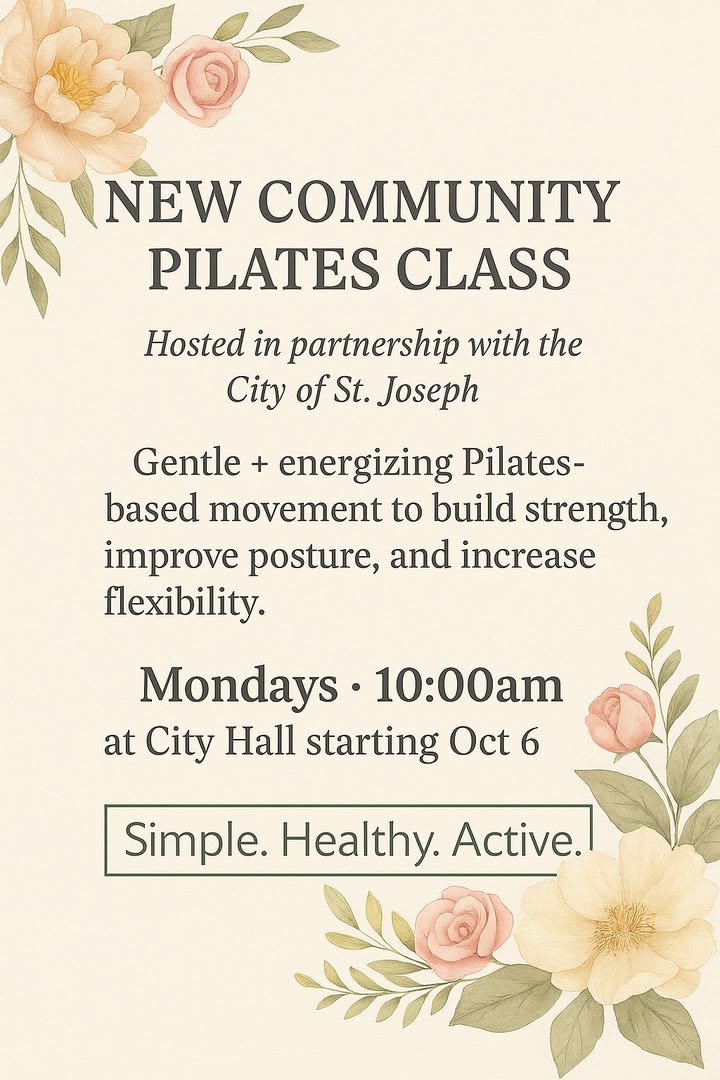 NEW COMMUNITY
PILATES CLASS
Hosted in partnership with the
City of St. Joseph
Gentle + energizing Pilates-
based movement to build strength,
improve posture, and increase
flexibility.
Mondays · 10:00am
at City Hall starting Oct 6
Simple. Healthy. Active.